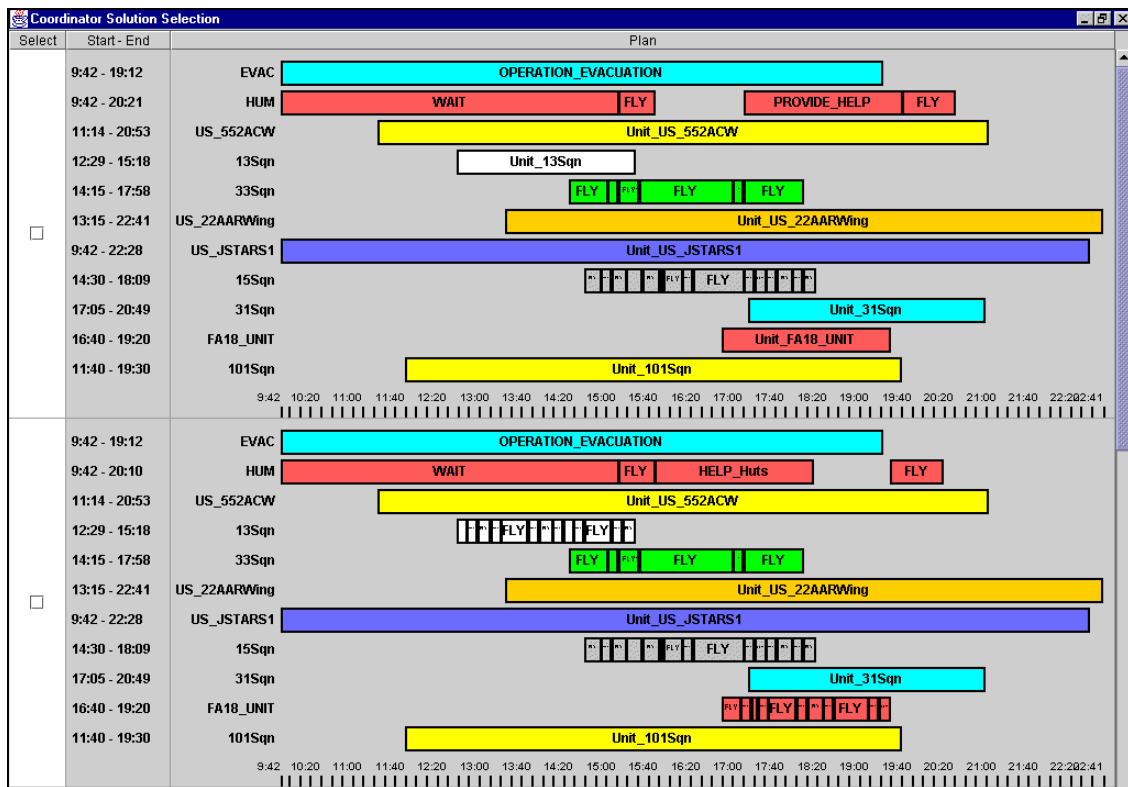 Coordinator Solution Selection
Select Start - End Plan
9:42 - 19:12 EVAC OPERATION_EVACUATION
9:42 - 20:21 HUM WAIT FLY PROVIDE_HELP FLY
11:14 - 20:53 US_552ACW Unit_US_552ACW
12:29 - 15:18 13Sqn Unit_13Sqn
14:15 - 17:58 33Sqn FLY FLY FLY FLY
13:15 - 22:41 US_22AARWing Unit_US_22AARWing
9:42 - 22:28 US_JSTARS1 Unit_US_JSTARS1
14:30 - 18:09 15Sqn FLY FLY
17:05 - 20:49 31Sqn Unit_31Sqn
16:40 - 19:20 FA18_UNIT Unit_FA18_UNIT
11:40 - 19:30 101Sqn Unit_101Sqn
9:42 10:20 11:00 11:40 12:20 13:00 13:40 14:20 15:00 15:40 16:20 17:00 17:40 18:20 19:00 19:40 20:20 21:00 21:40 22:20 22:41
9:42 - 19:12 EVAC OPERATION_EVACUATION
9:42 - 20:10 HUM WAIT FLY HELP_Huts FLY
11:14 - 20:53 US_552ACW Unit_US_552ACW
12:29 - 15:18 13Sqn FLY FLY
14:15 - 17:58 33Sqn FLY FLY FLY FLY
13:15 - 22:41 US_22AARWing Unit_US_22AARWing
9:42 - 22:28 US_JSTARS1 Unit_US_JSTARS1
14:30 - 18:09 15Sqn FLY FLY
17:05 - 20:49 31Sqn Unit_31Sqn
16:40 - 19:20 FA18_UNIT FLY FLY FLY
11:40 - 19:30 101Sqn Unit_101Sqn
9:42 10:20 11:00 11:40 12:20 13:00 13:40 14:20 15:00 15:40 16:20 17:00 17:40 18:20 19:00 19:40 20:20 21:00 21:40 22:20 22:41